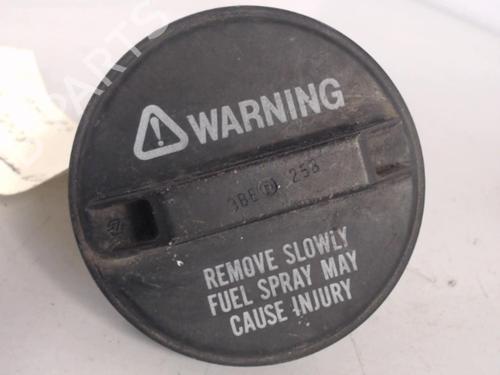 WARNING
REMOVE SLOWLY
FUEL SPRAY MAY
CAUSE INJURY